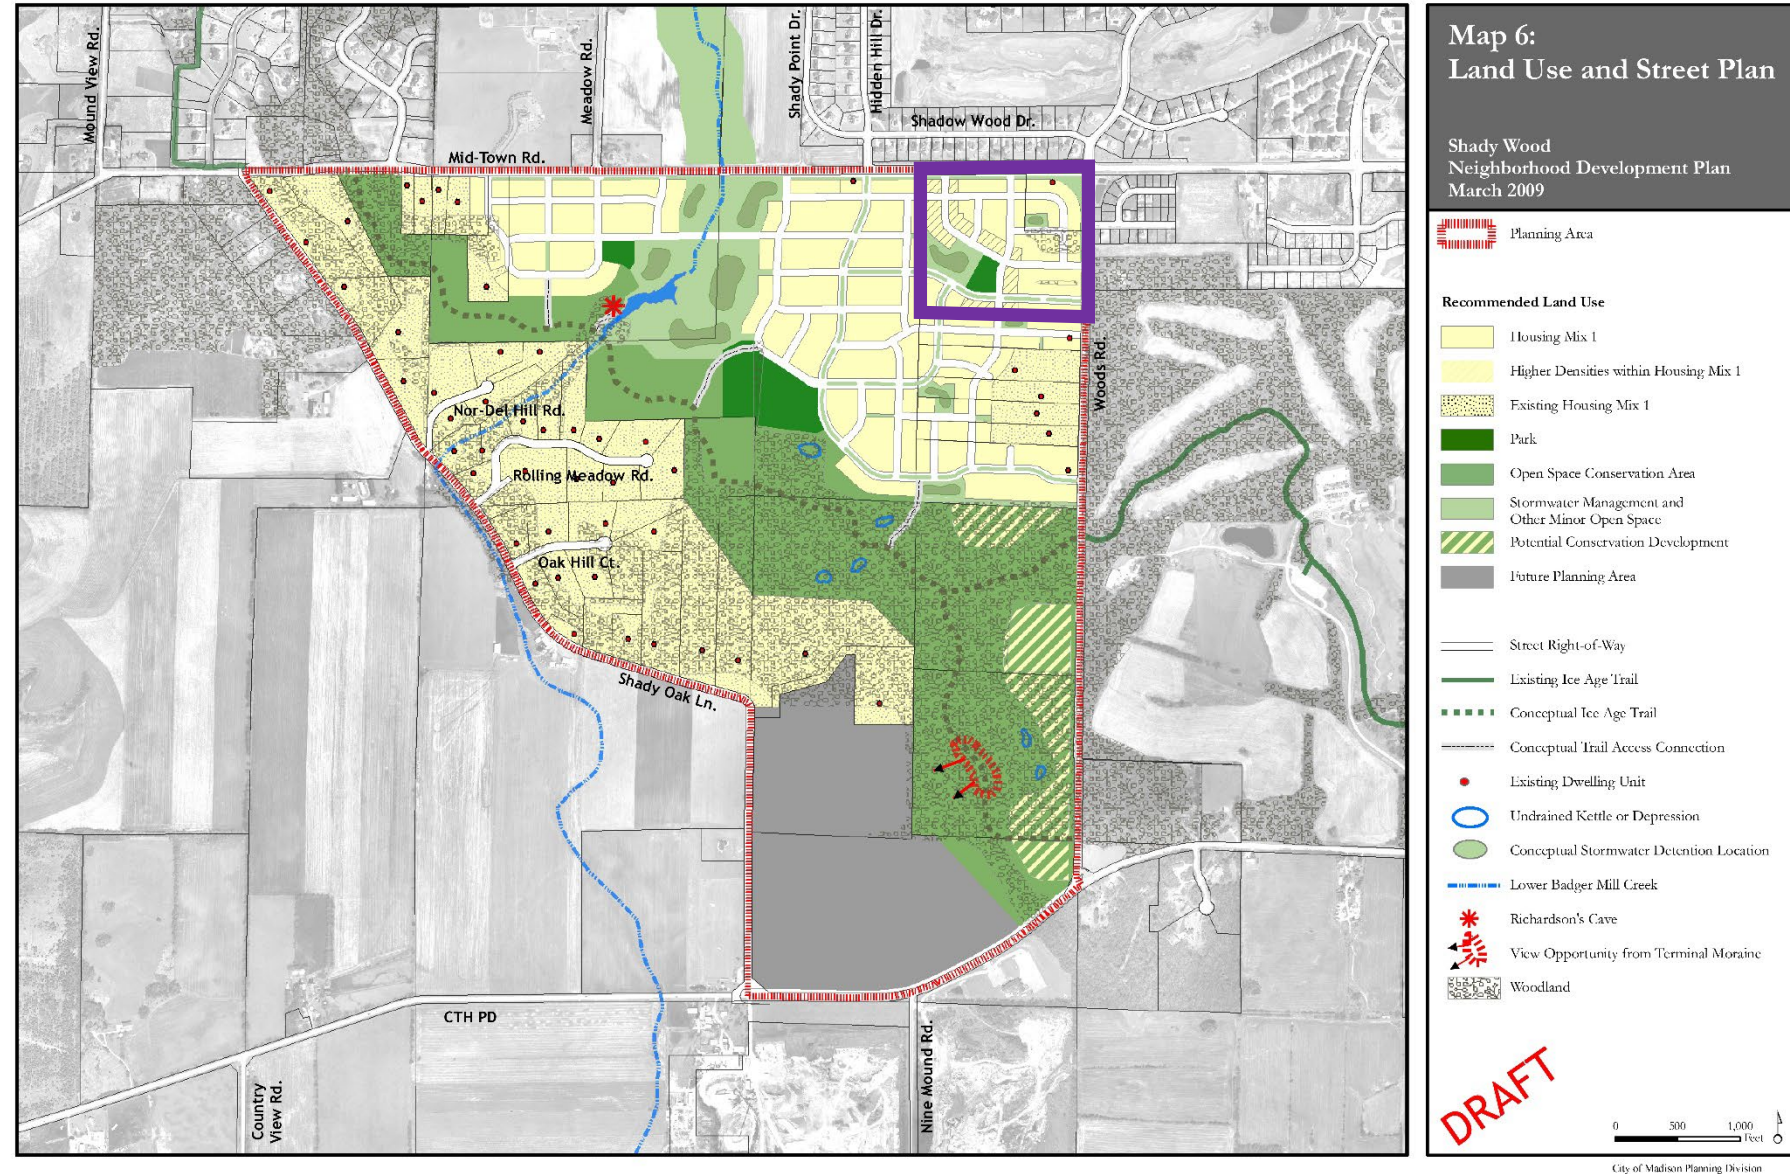 Map 6:
Land Use and Street Plan
Shady Wood
Neighborhood Development Plan
March 2009
Planning Area
Recommended Land Use
Housing Mix 1
Higher Densities within Housing Mix 1
Existing Housing Mix 1
Park
Open Space Conservation Area
Stormwater Management and
Other Minor Open Space
Potential Conservation Development
Future Planning Area
Street Right-of-Way
Existing Ice Age Trail
Conceptual Ice Age Trail
Conceptual Trail Access Connection
Existing Dwelling Unit
Undrained Kettle or Depression
Conceptual Stormwater Detention Location
Lower Badger Mill Creek
Richardson's Cave
View Opportunity from Terminal Moraine
Woodland
DRAFT
0 500 1,000
Feet
City of Madison Planning Division
Mound View Rd.
Meadow Rd.
Shady Point Dr.
Hidden Hill Dr.
Shadow Wood Dr.
Mid-Town Rd.
Woods Rd.
Nor-Del Hill Rd.
Rolling Meadow Rd.
Oak Hill Ct.
Shady Oak Ln.
CTH PD
Country
View Rd.
Nine Mound Rd.